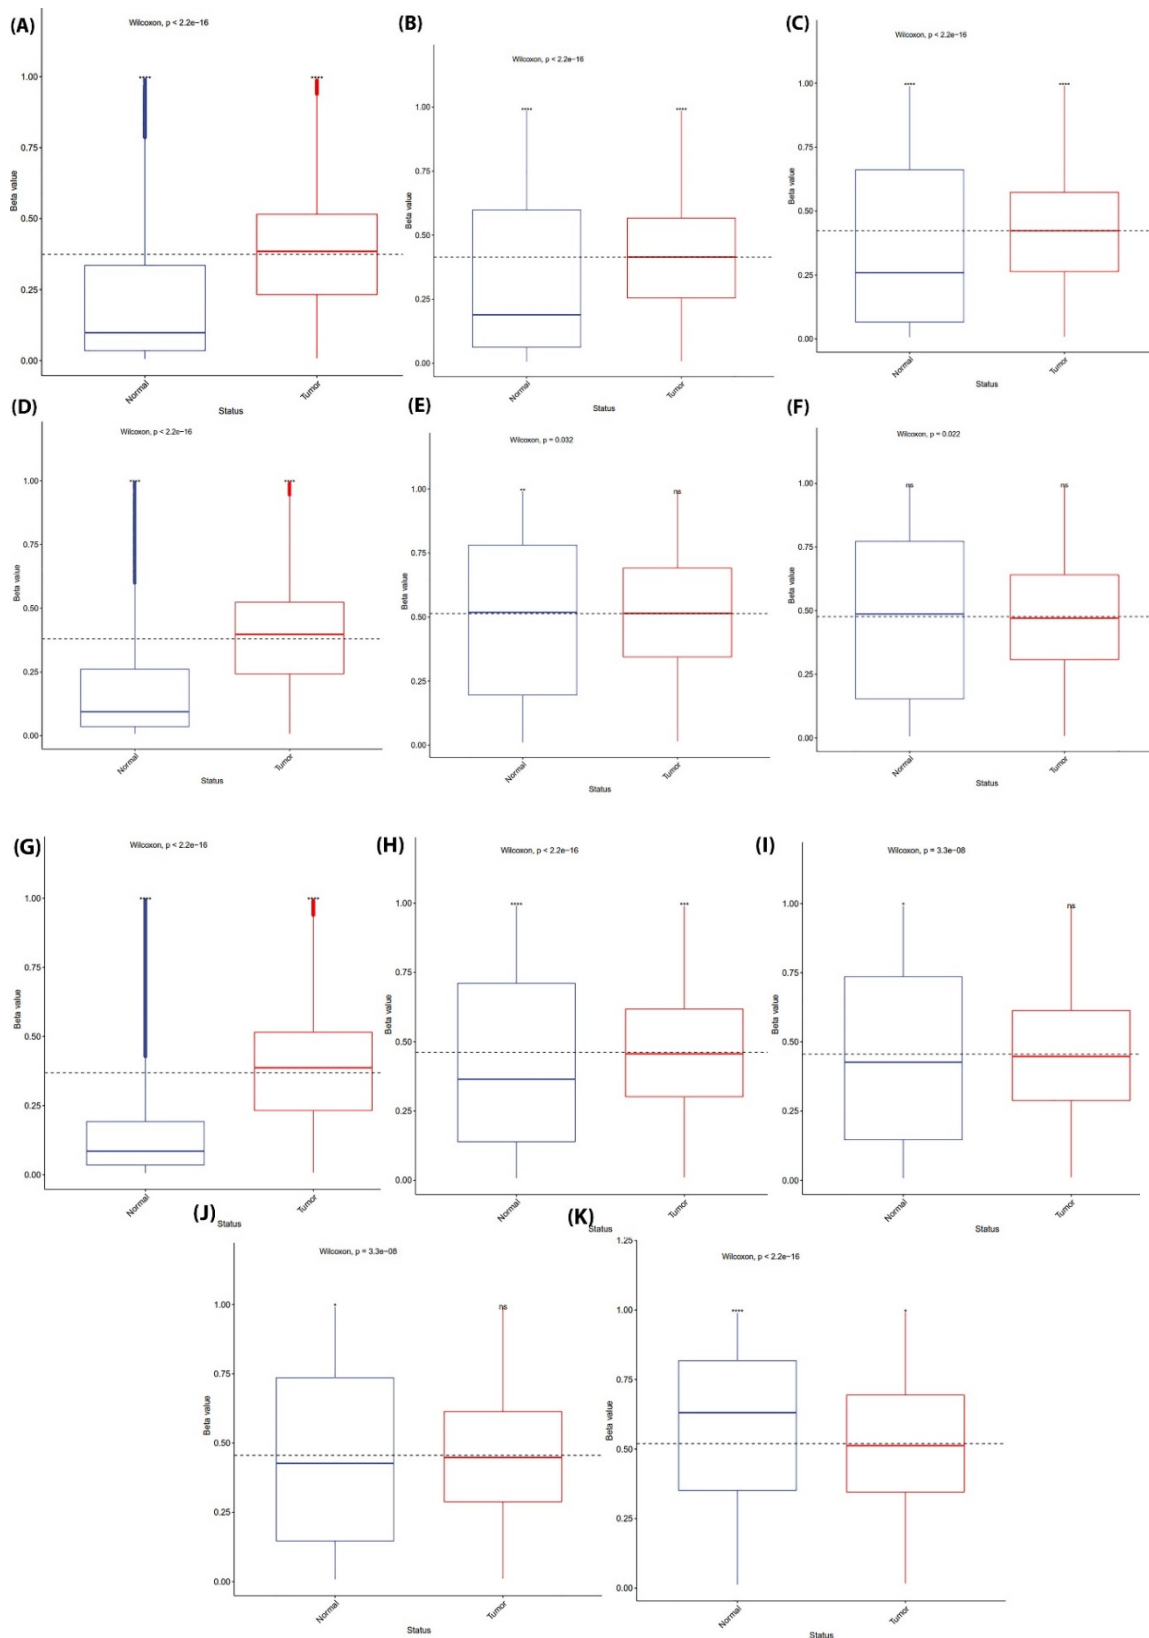 (A)
Wilcoxon, p < 2.2e−16
1.00
****
****
0.75
Beta value
0.50
0.25
0.00
Normal
Tumor
Status
(B)
Wilcoxon, p < 2.2e−16
1.00
****
****
0.75
Beta value
0.50
0.25
0.00
Normal
Tumor
Status
(C)
Wilcoxon, p < 2.2e−16
1.00
****
****
0.75
Beta value
0.50
0.25
0.00
Normal
Tumor
Status
(D)
Wilcoxon, p < 2.2e−16
1.00
****
****
0.75
Beta value
0.50
0.25
0.00
Normal
Tumor
Status
(E)
Wilcoxon, p = 0.032
1.00
**
ns
0.75
Beta value
0.50
0.25
0.00
Normal
Tumor
Status
(F)
Wilcoxon, p = 0.022
1.00
ns
ns
0.75
Beta value
0.50
0.25
0.00
Normal
Tumor
Status
(G)
Wilcoxon, p < 2.2e−16
1.00
****
****
0.75
Beta value
0.50
0.25
0.00
Normal
Tumor
Status
(H)
Wilcoxon, p < 2.2e−16
1.00
****
***
0.75
Beta value
0.50
0.25
0.00
Normal
Tumor
Status
(I)
Wilcoxon, p = 3.3e−08
1.00
*
ns
0.75
Beta value
0.50
0.25
0.00
Normal
Tumor
Status
(J)
Wilcoxon, p = 3.3e−08
1.00
*
ns
0.75
Beta value
0.50
0.25
0.00
Normal
Tumor
Status
(K)
1.25
Wilcoxon, p < 2.2e−16
1.00
****
*
0.75
Beta value
0.50
0.25
0.00
Normal
Tumor
Status